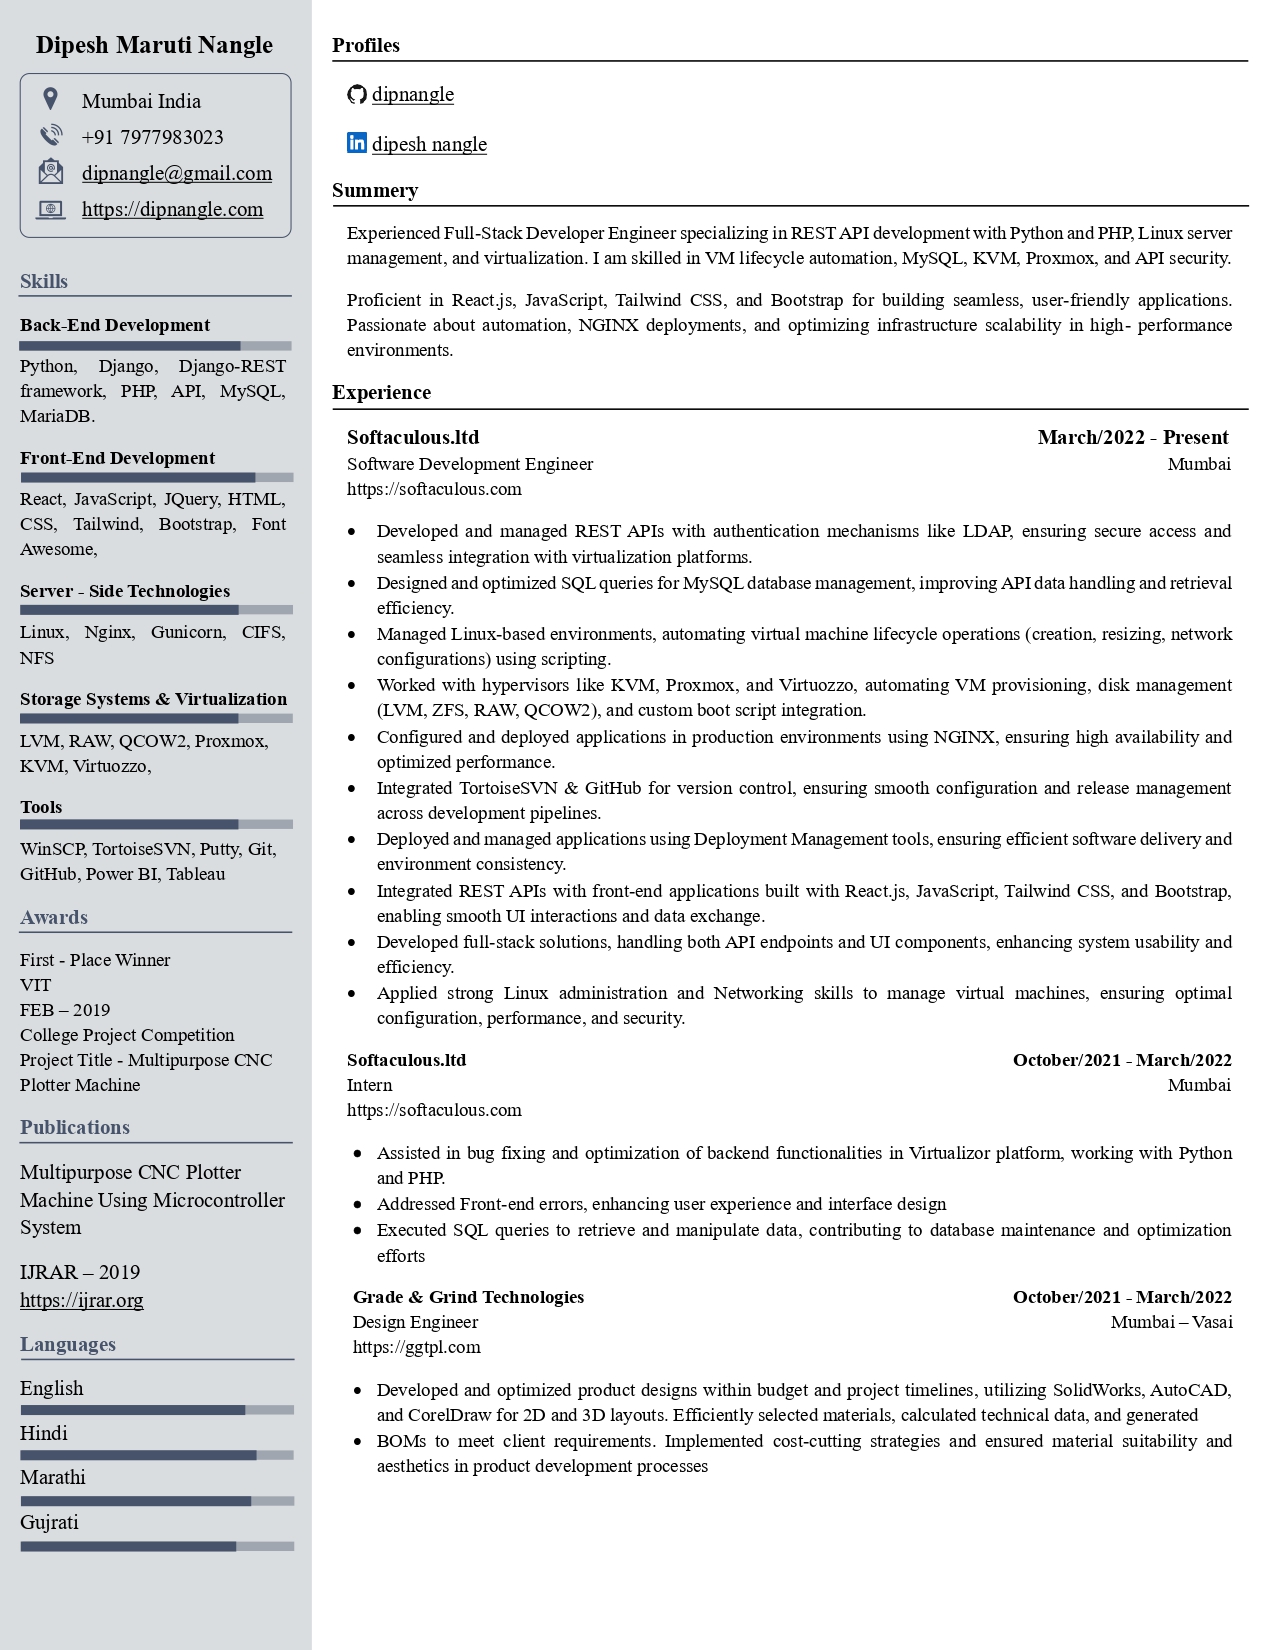 Dipesh Maruti Nangle
Mumbai India
+91 7977983023
dipnangle@gmail.com
https://dipnangle.com
Skills
Back-End Development
Python, Django, Django-REST
framework, PHP, API, MySQL,
MariaDB.
Front-End Development
React, JavaScript, JQuery, HTML,
CSS, Tailwind, Bootstrap, Font
Awesome,
Server - Side Technologies
Linux, Nginx, Gunicorn, CIFS,
NFS
Storage Systems & Virtualization
LVM, RAW, QCOW2, Proxmox,
KVM, Virtuozzo,
Tools
WinSCP, TortoiseSVN, Putty, Git,
GitHub, Power BI, Tableau
Awards
First - Place Winner
VIT
FEB – 2019
College Project Competition
Project Title - Multipurpose CNC
Plotter Machine
Publications
Multipurpose CNC Plotter
Machine Using Microcontroller
System
IJRAR – 2019
https://ijrar.org
Languages
English
Hindi
Marathi
Gujrati
Profiles
dipnangle
dipesh nangle
Summery
Experienced Full-Stack Developer Engineer specializing in REST API development with Python and PHP, Linux server
management, and virtualization. I am skilled in VM lifecycle automation, MySQL, KVM, Proxmox, and API security.
Proficient in React.js, JavaScript, Tailwind CSS, and Bootstrap for building seamless, user-friendly applications.
Passionate about automation, NGINX deployments, and optimizing infrastructure scalability in high- performance
environments.
Experience
Softaculous.ltd March/2022 - Present
Software Development Engineer Mumbai
https://softaculous.com
• Developed and managed REST APIs with authentication mechanisms like LDAP, ensuring secure access and
seamless integration with virtualization platforms.
• Designed and optimized SQL queries for MySQL database management, improving API data handling and retrieval
efficiency.
• Managed Linux-based environments, automating virtual machine lifecycle operations (creation, resizing, network
configurations) using scripting.
• Worked with hypervisors like KVM, Proxmox, and Virtuozzo, automating VM provisioning, disk management
(LVM, ZFS, RAW, QCOW2), and custom boot script integration.
• Configured and deployed applications in production environments using NGINX, ensuring high availability and
optimized performance.
• Integrated TortoiseSVN & GitHub for version control, ensuring smooth configuration and release management
across development pipelines.
• Deployed and managed applications using Deployment Management tools, ensuring efficient software delivery and
environment consistency.
• Integrated REST APIs with front-end applications built with React.js, JavaScript, Tailwind CSS, and Bootstrap,
enabling smooth UI interactions and data exchange.
• Developed full-stack solutions, handling both API endpoints and UI components, enhancing system usability and
efficiency.
• Applied strong Linux administration and Networking skills to manage virtual machines, ensuring optimal
configuration, performance, and security.
Softaculous.ltd October/2021 - March/2022
Intern Mumbai
https://softaculous.com
• Assisted in bug fixing and optimization of backend functionalities in Virtualizor platform, working with Python
and PHP.
• Addressed Front-end errors, enhancing user experience and interface design
• Executed SQL queries to retrieve and manipulate data, contributing to database maintenance and optimization
efforts
Grade & Grind Technologies October/2021 - March/2022
Design Engineer Mumbai – Vasai
https://ggtpl.com
• Developed and optimized product designs within budget and project timelines, utilizing SolidWorks, AutoCAD,
and CorelDraw for 2D and 3D layouts. Efficiently selected materials, calculated technical data, and generated
• BOMs to meet client requirements. Implemented cost-cutting strategies and ensured material suitability and
aesthetics in product development processes